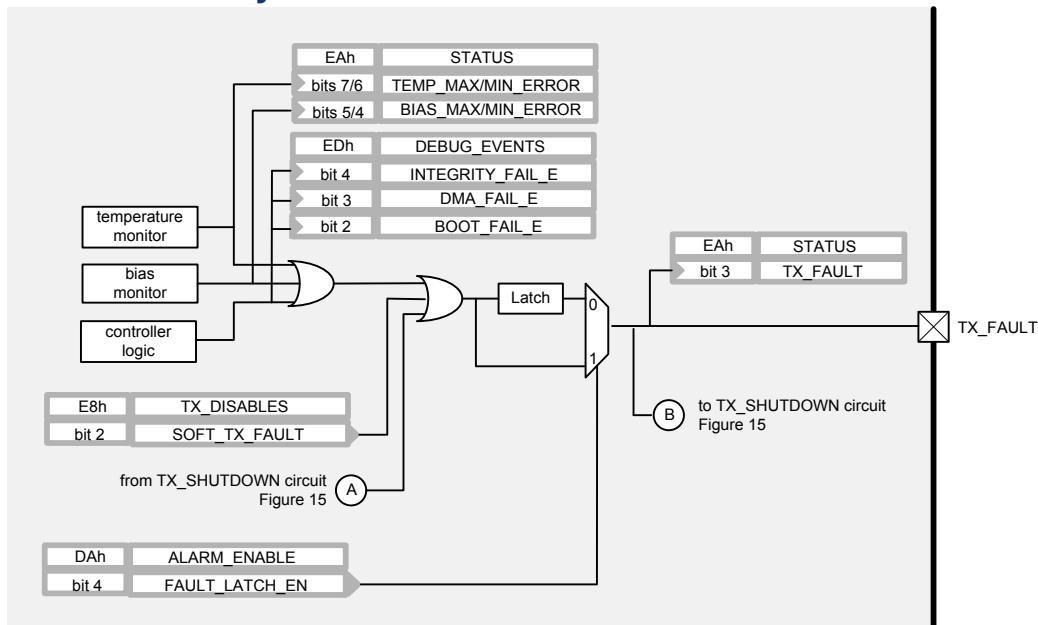 EAh STATUS
bits 7/6 TEMP_MAX/MIN_ERROR
bits 5/4 BIAS_MAX/MIN_ERROR
EDh DEBUG_EVENTS
bit 4 INTEGRITY_FAIL_E
bit 3 DMA_FAIL_E
bit 2 BOOT_FAIL_E
temperature
monitor
bias
monitor
controller
logic
Latch
0
1
EAh STATUS
bit 3 TX_FAULT
TX_FAULT
B
to TX_SHUTDOWN circuit
Figure 15
E8h TX_DISABLES
bit 2 SOFT_TX_FAULT
from TX_SHUTDOWN circuit
Figure 15
A
DAh ALARM_ENABLE
bit 4 FAULT_LATCH_EN